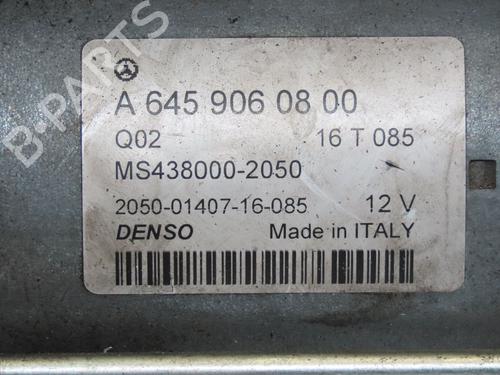 B-PARTS
A 645 906 08 00
Q02 16 T 085
MS438000-2050
2050-01407-16-085 12 V
DENSO Made in ITALY